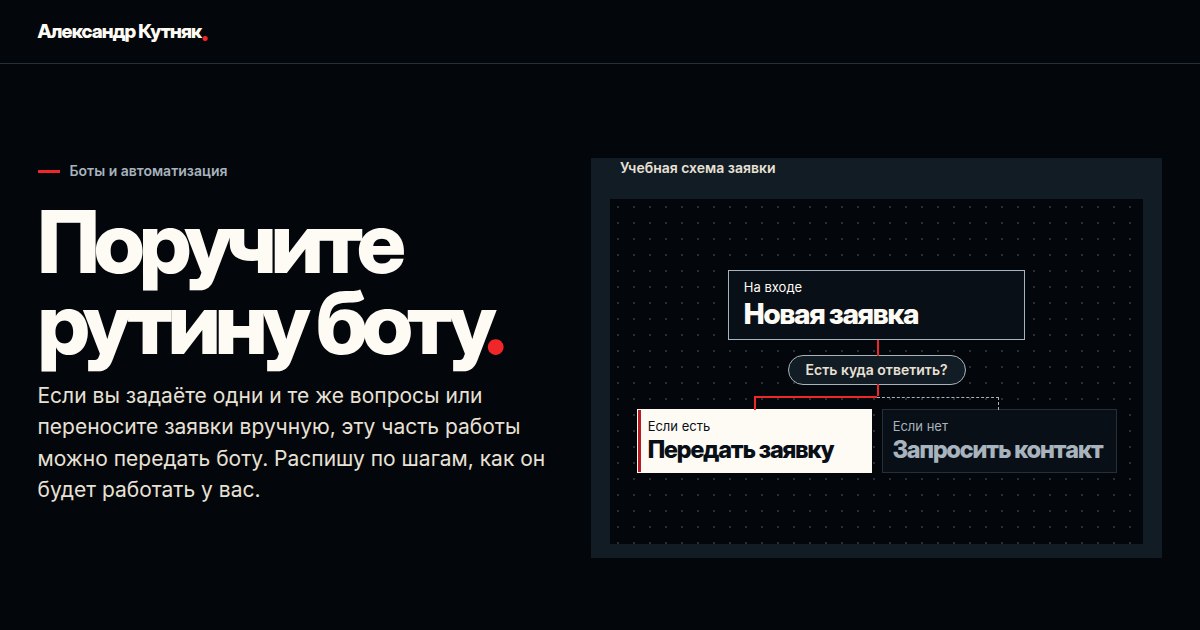 Александр Кутняк.
Боты и автоматизация
Поручите
рутину боту.
Если вы задаёте одни и те же вопросы или
переносите заявки вручную, эту часть работы
можно передать боту. Распишу по шагам, как он
будет работать у вас.
Учебная схема заявки
На входе
Новая заявка
Есть куда ответить?
Если есть
Передать заявку
Если нет
Запросить контакт